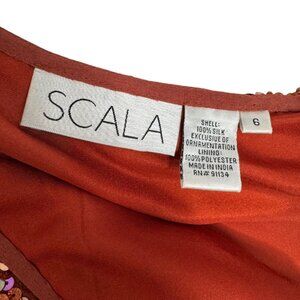 SCALA
SHELL:
100% SILK
EXCLUSIVE OF
ORNAMENTATION
LINING:
100% POLYESTER
MADE IN INDIA
RN# 91134
6